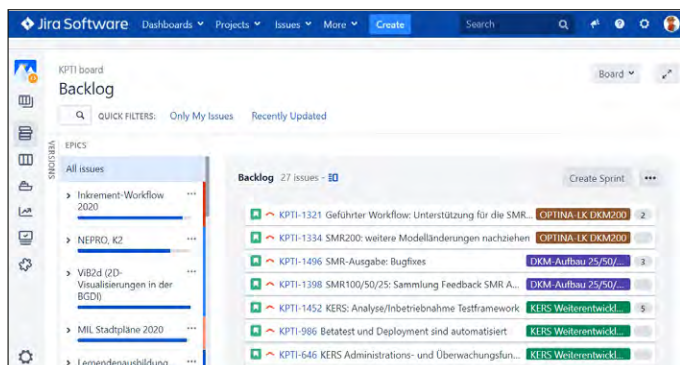 Jira Software Dashboards Projects Issues More Create Search
KPTI board
Backlog
Board
QUICK FILTERS: Only My Issues Recently Updated
VERSIONS
EPICS
All issues
Inkrement-Workflow
2020
NEPRO, K2
ViB2d (2D-
Visualisierungen in der
BGDI)
MIL Stadtpläne 2020
Lernendenausbildung
Backlog 27 issues - Create Sprint
KPTI-1321 Geführter Workflow: Unterstützung für die SMR... OPTINA-LK DKM200 2
KPTI-1334 SMR200: weitere Modelländerungen nachziehen OPTINA-LK DKM200
KPTI-1496 SMR-Ausgabe: Bugfixes DKM-Aufbau 25/50/... 3
KPTI-1398 SMR100/50/25: Sammlung Feedback SMR A... DKM-Aufbau 25/50/...
KPTI-1452 KERS: Analyse/Inbetriebnahme Testframework KERS Weiterentwickl... 5
KPTI-986 Betatest und Deployment sind automatisiert KERS Weiterentwickl...
KPTI-646 KERS Administrations- und Überwachungsfun... KERS Weiterentwickl...